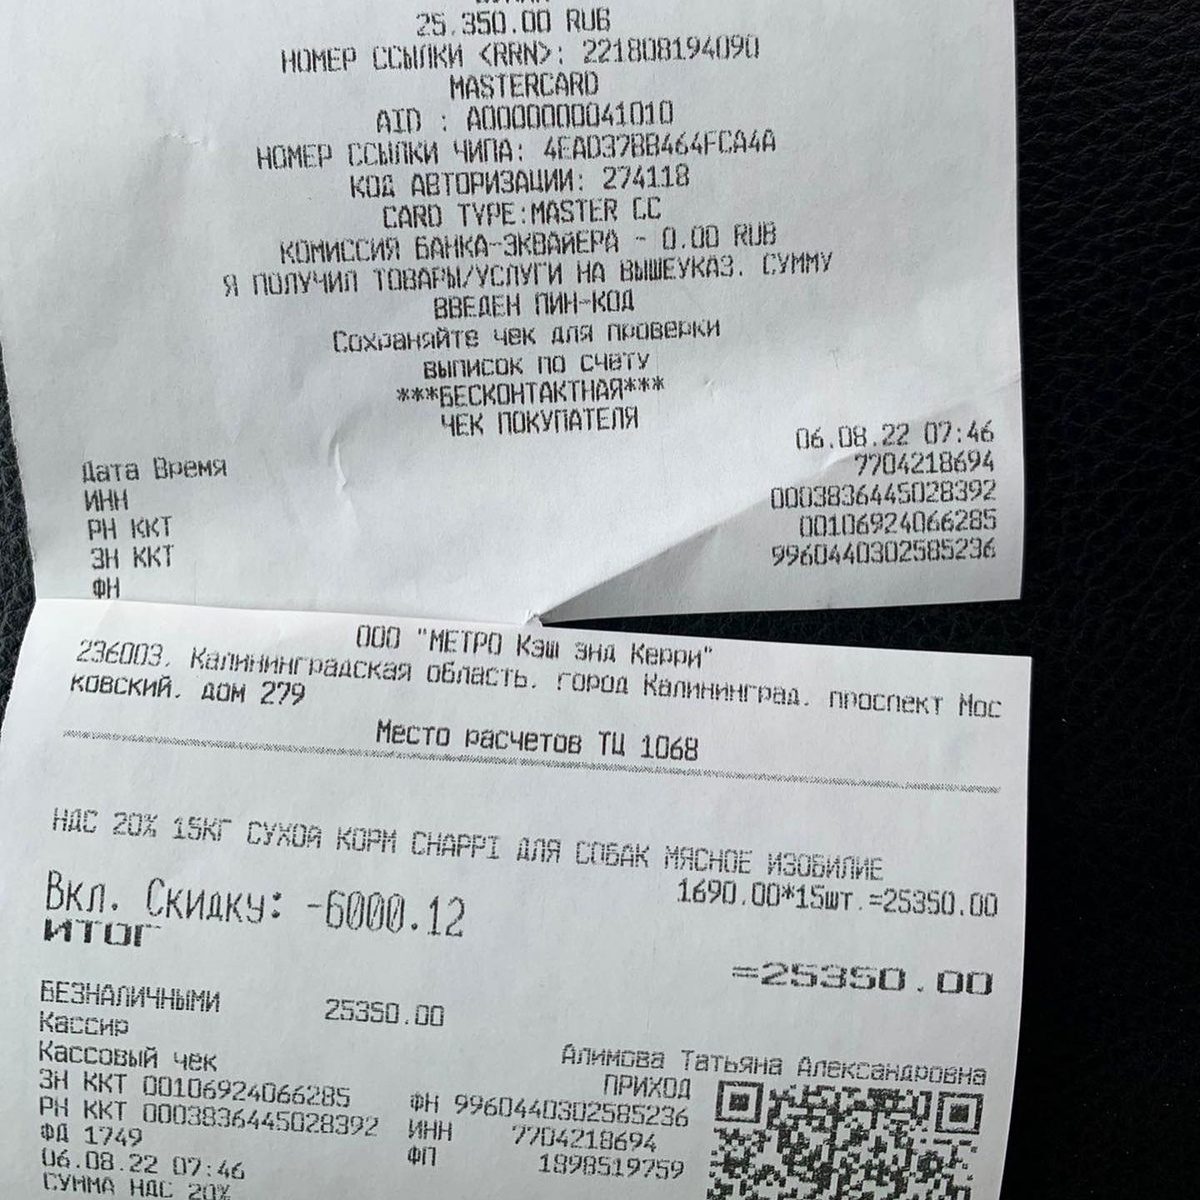 25.350.00 RUB
НОМЕР ССЫЛКИ <RRN>: 221808194090
MASTERCARD
AID : A0000000041010
НОМЕР ССЫЛКИ ЧИПА: 4EAD37BB464FCA4A
КОД АВТОРИЗАЦИИ: 274118
CARD TYPE:MASTER CC
КОМИССИЯ БАНКА-ЭКВАЙЕРА - 0.00 RUB
Я ПОЛУЧИЛ ТОВАРЫ/УСЛУГИ НА ВЫШЕУКАЗ. СУММУ
ВВЕДЕН ПИН-КОД
Сохраняйте чек для проверки
выписок по счету
***БЕСКОНТАКТНАЯ***
ЧЕК ПОКУПАТЕЛЯ
Дата Время 06.08.22 07:46
ИНН 7704218694
РН ККТ 0003836445028392
ЗН ККТ 00106924066285
ФН 9960440302585236
ООО "МЕТРО Кэш энд Керри"
236003, Калининградская область, город Калининград, проспект Мос
ковский, дом 279
Место расчетов ТЦ 1068
НДС 20% 15КГ СУХОЙ КОРМ CHAPPI ДЛЯ СОБАК МЯСНОЕ ИЗОБИЛИЕ
1690.00*15шт.=25350.00
Вкл. Скидку: -6000.12
ИТОГ =25350.00
БЕЗНАЛИЧНЫМИ 25350.00
Кассир Алимова Татьяна Александровна
Кассовый чек ПРИХОД
ЗН ККТ 00106924066285 ФН 9960440302585236
РН ККТ 0003836445028392 ИНН 7704218694
ФД 1749 ФП 1898519759
06.08.22 07:46
СУММА НДС 20%